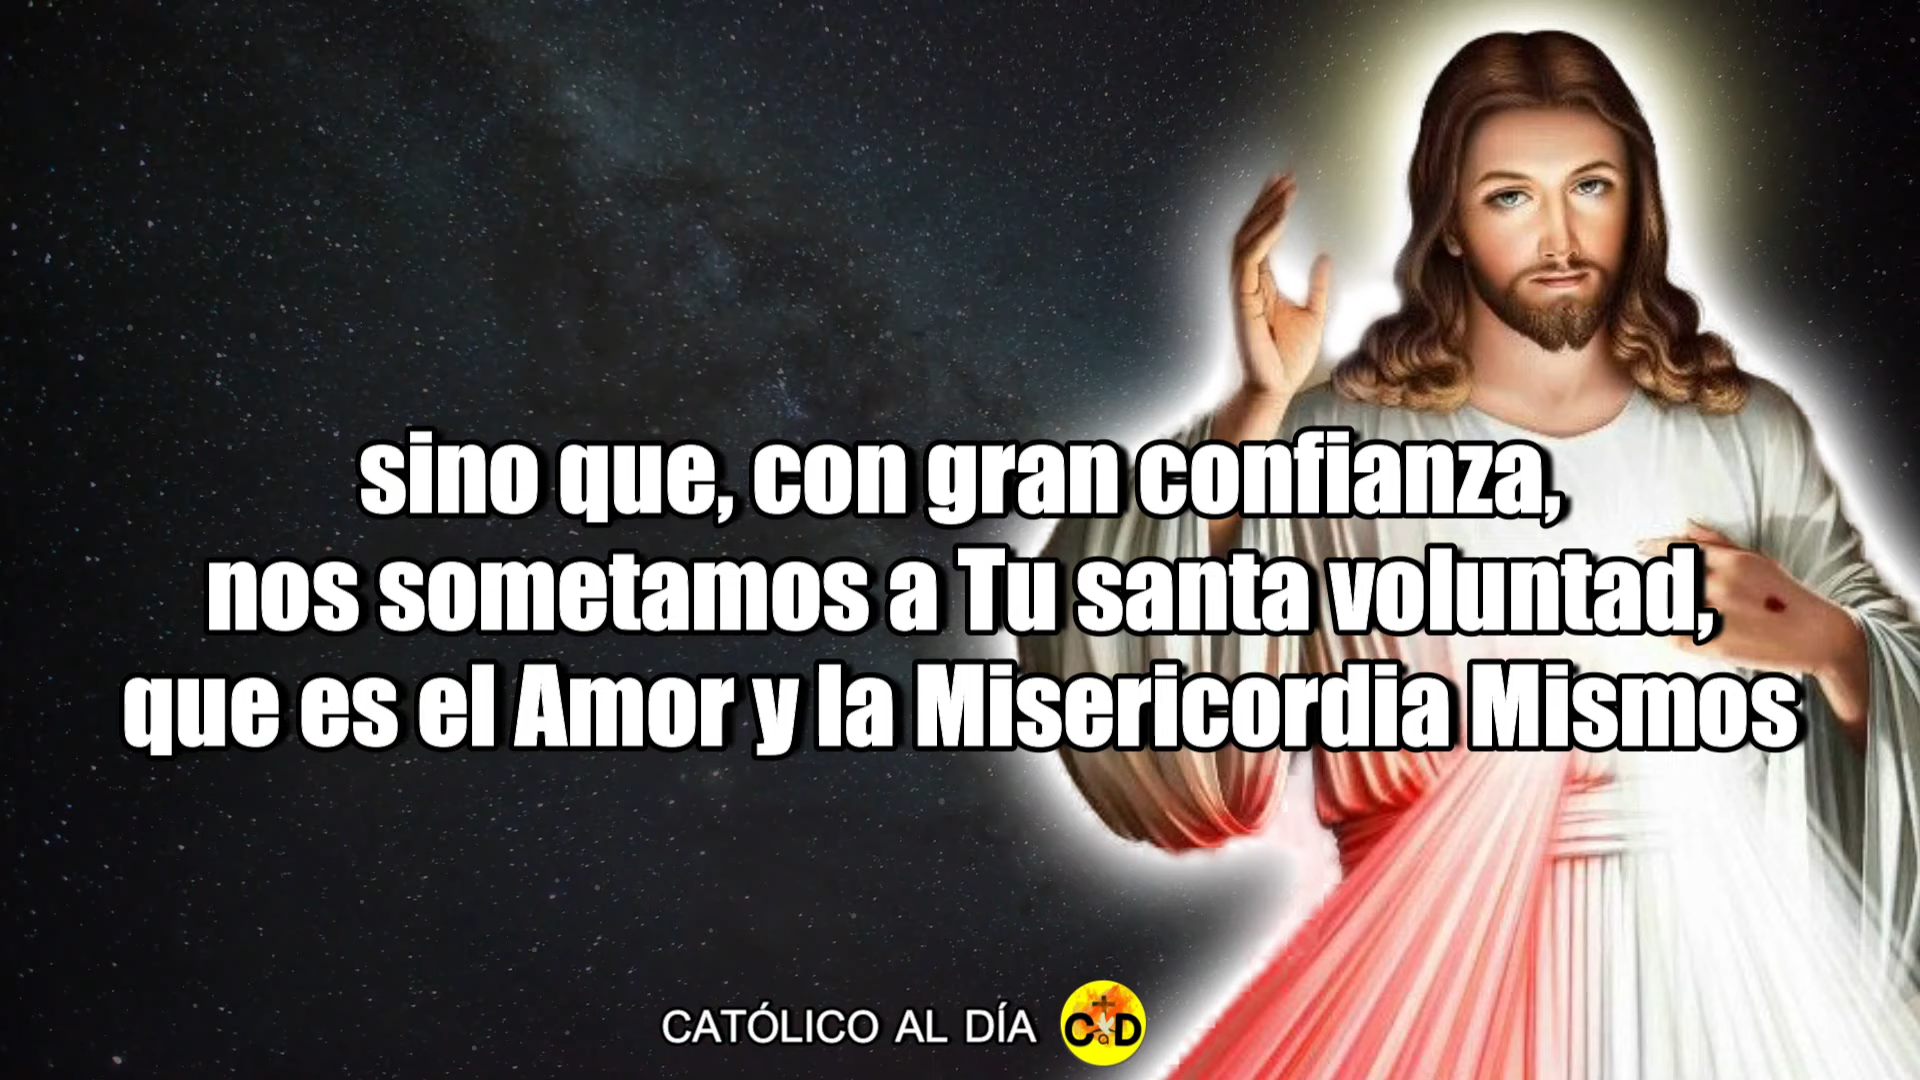 sino que, con gran confianza,
nos sometamos a Tu santa voluntad,
que es el Amor y la Misericordia Mismos
CATÓLICO AL DÍA CaD